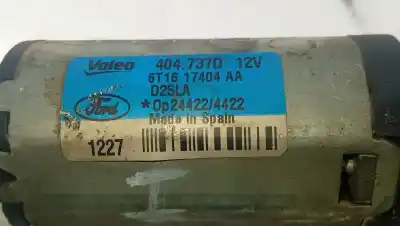 Valeo 404.737D 12V
6T16 17404 AA
D25LA
Ford *Op24422/4422
Made in Spain
1227